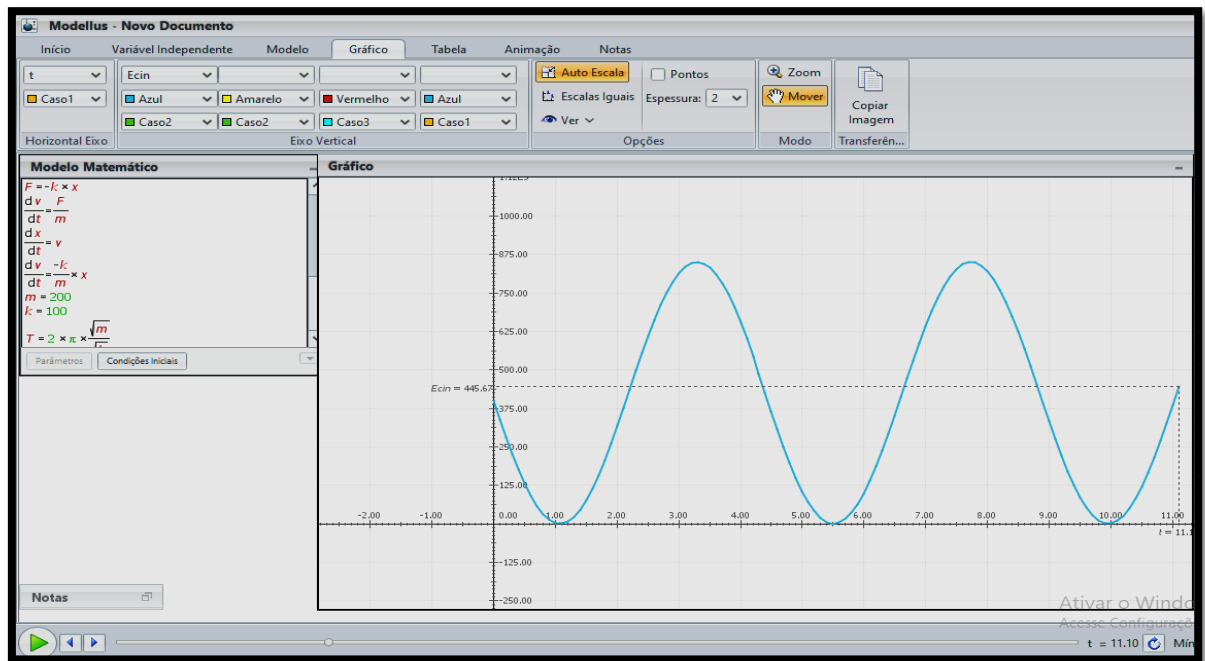 Modellus - Novo Documento
Início Variável Independente Modelo Gráfico Tabela Animação Notas
t Ecin Auto Escala Pontos Zoom
Caso1 Azul Amarelo Vermelho Azul Escalas Iguais Espessura: 2 Mover
Caso2 Caso2 Caso3 Caso1 Ver
Copiar
Imagem
Horizontal Eixo Eixo Vertical Opções Modo Transferên...
Modelo Matemático
F = -k × x
dv/dt = F/m
dx/dt = v
dv/dt = -k/m × x
m = 200
k = 100
T = 2 × π × √m
Parâmetros Condições Iniciais
Gráfico
1000.00
875.00
750.00
625.00
500.00
Ecin = 445.67
375.00
250.00
125.00
-2.00 -1.00 0.00 1.00 2.00 3.00 4.00 5.00 6.00 7.00 8.00 9.00 10.00 11.00
t = 11.1
-125.00
-250.00
Notas
Ativar o Windo
Acesse Configuraçõ
t = 11.10 Mín